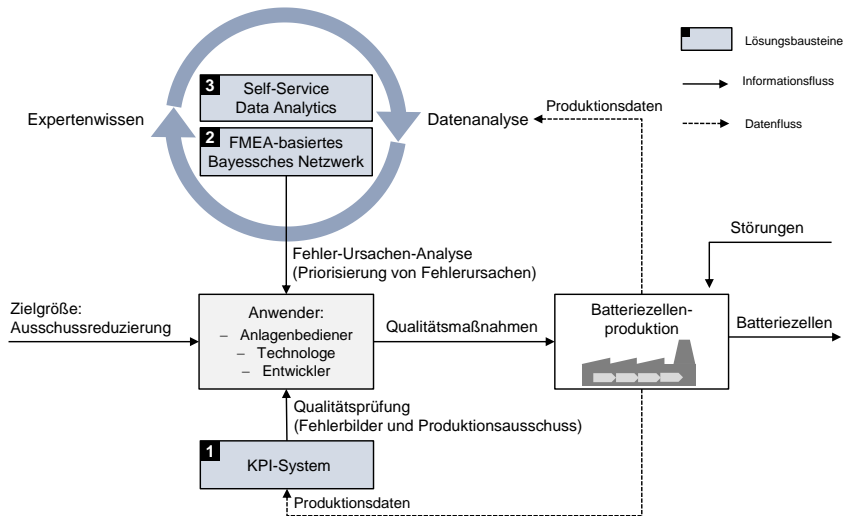 Lösungsbausteine
Informationsfluss
Datenfluss
3
Self-Service
Data Analytics
2
FMEA-basiertes
Bayessches Netzwerk
Expertenwissen
Datenanalyse
Produktionsdaten
Störungen
Fehler-Ursachen-Analyse
(Priorisierung von Fehlerursachen)
Zielgröße:
Ausschussreduzierung
Anwender:
– Anlagenbediener
– Technologe
– Entwickler
Qualitätsmaßnahmen
Batteriezellen-
produktion
Batteriezellen
Qualitätsprüfung
(Fehlerbilder und Produktionsausschuss)
1
KPI-System
Produktionsdaten